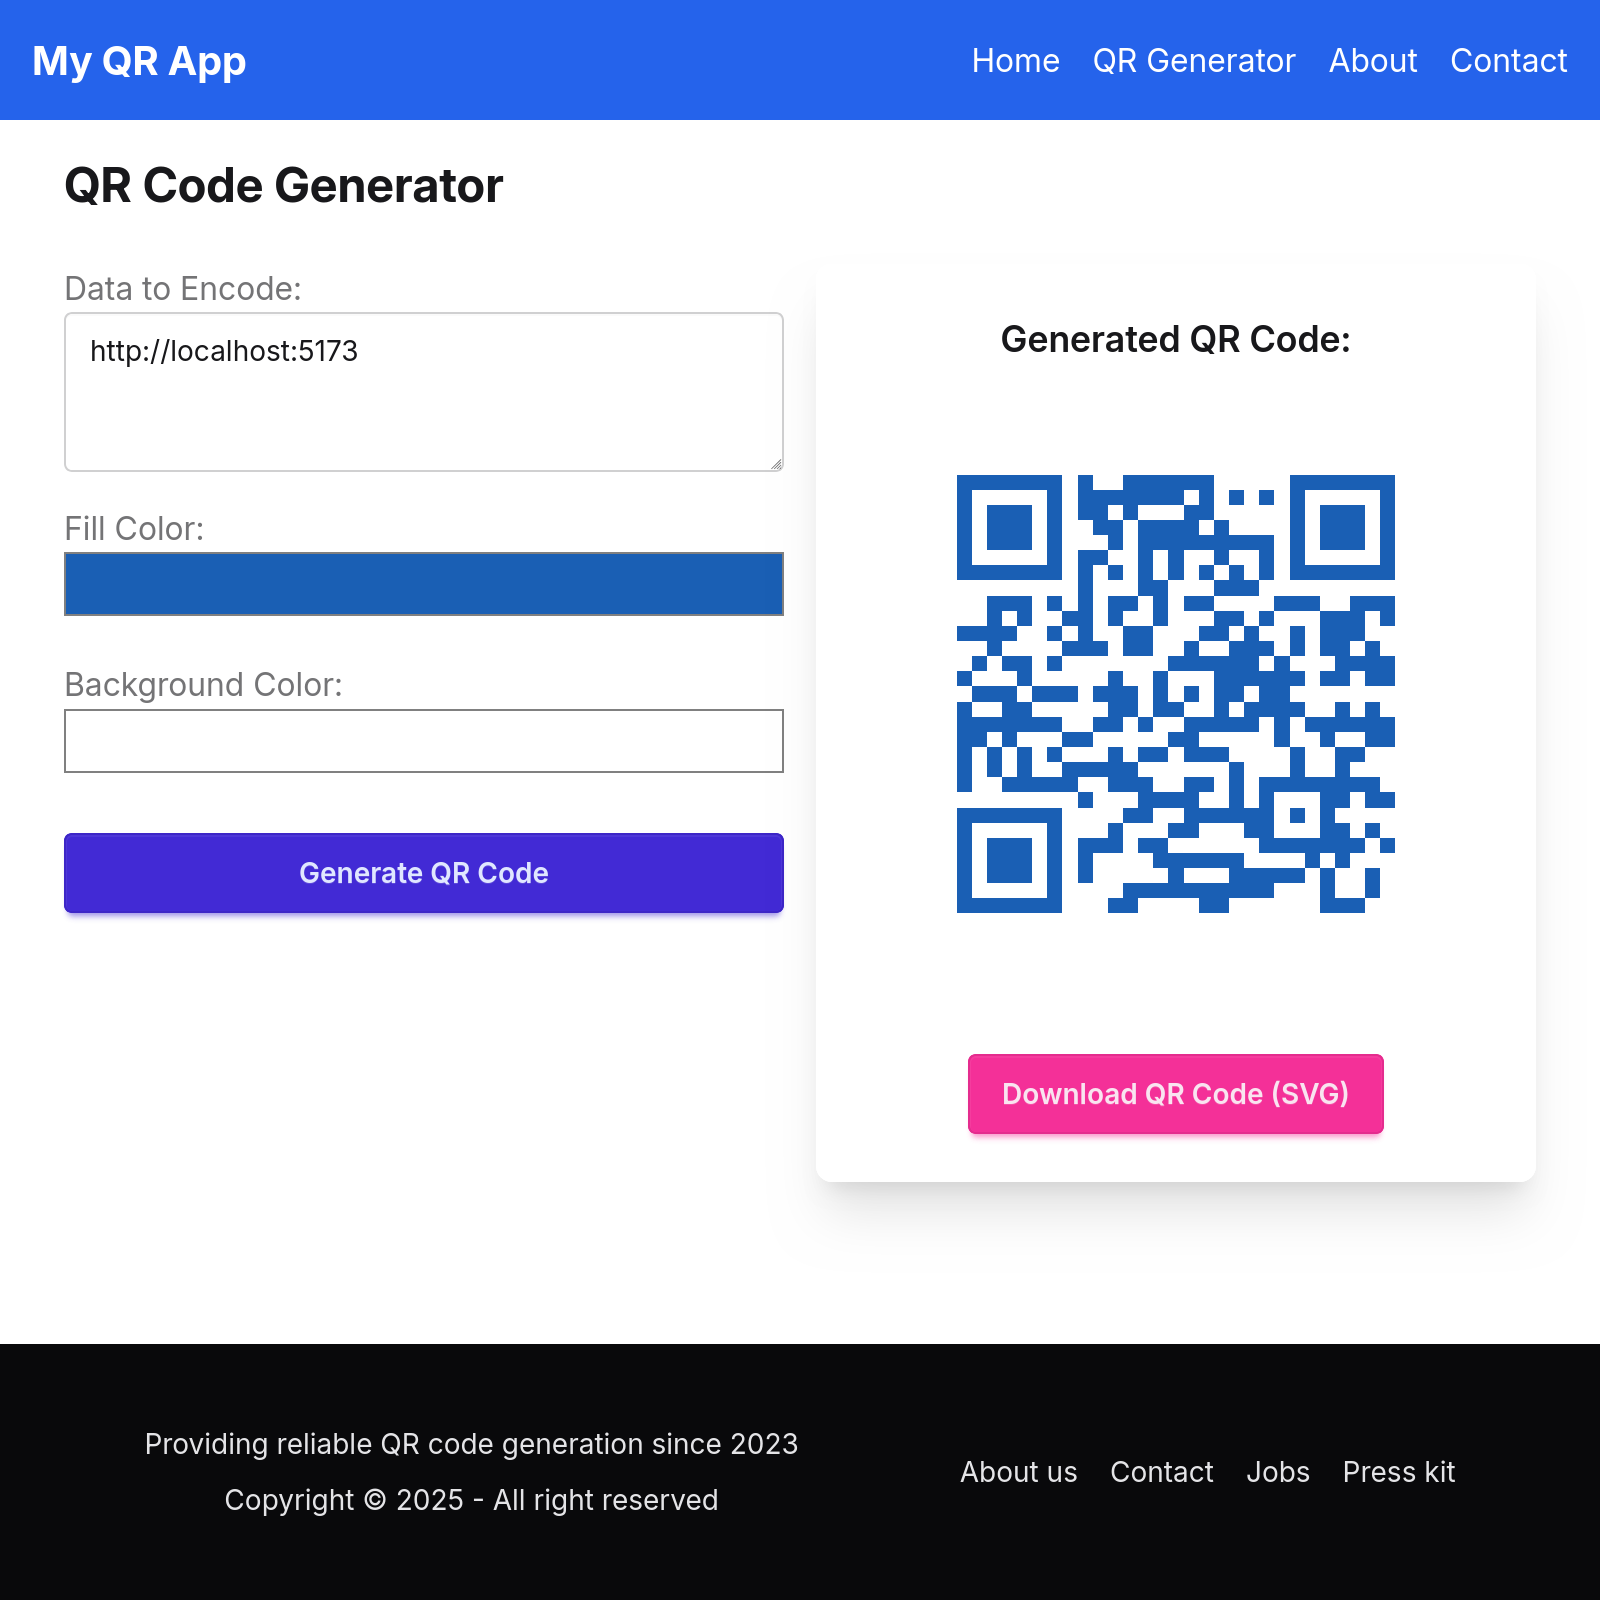 My QR App
Home QR Generator About Contact
QR Code Generator
Data to Encode:
http://localhost:5173
Fill Color:
Background Color:
Generate QR Code
Generated QR Code:
Download QR Code (SVG)
Providing reliable QR code generation since 2023
Copyright © 2025 - All right reserved
About us Contact Jobs Press kit